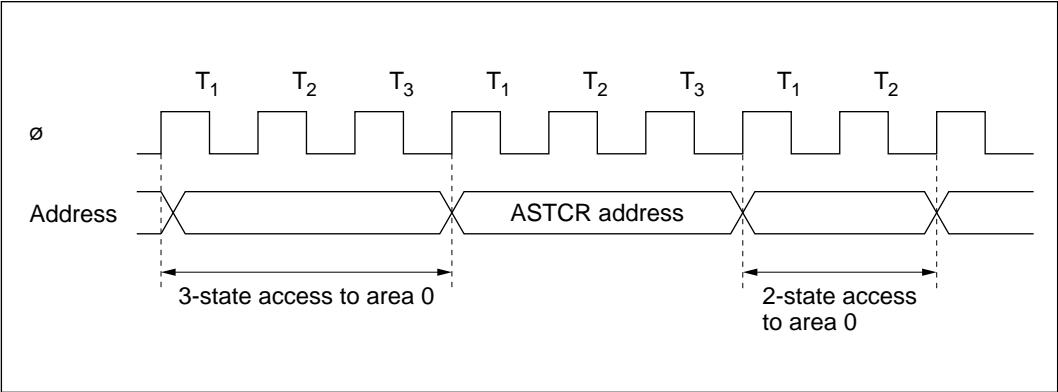 T1 T2 T3 T1 T2 T3 T1 T2
ø
Address
ASTCR address
3-state access to area 0
2-state access
to area 0